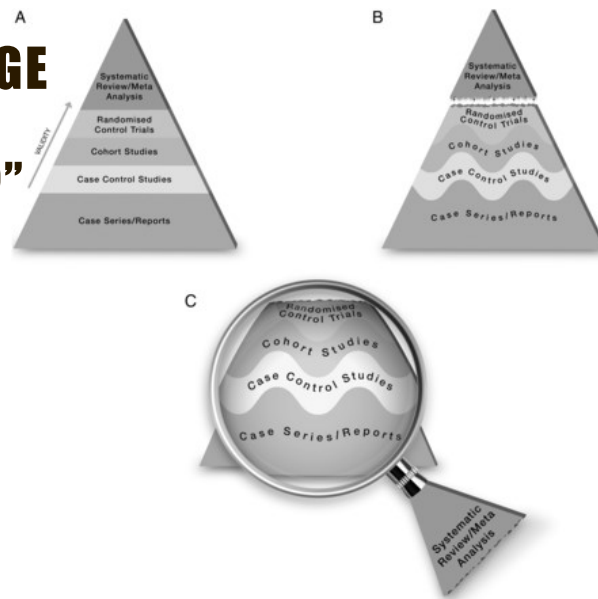 A
GE
”
Systematic
Review/Meta
Analysis
Randomised
Control Trials
Cohort Studies
Case Control Studies
Case Series/Reports
VALIDITY
B
Systematic
Review/Meta
Analysis
Randomised
Control Trials
Cohort Studies
Case Control Studies
Case Series/Reports
C
Randomised
Control Trials
Cohort Studies
Case Control Studies
Case Series/Reports
Systematic
Review/Meta
Analysis